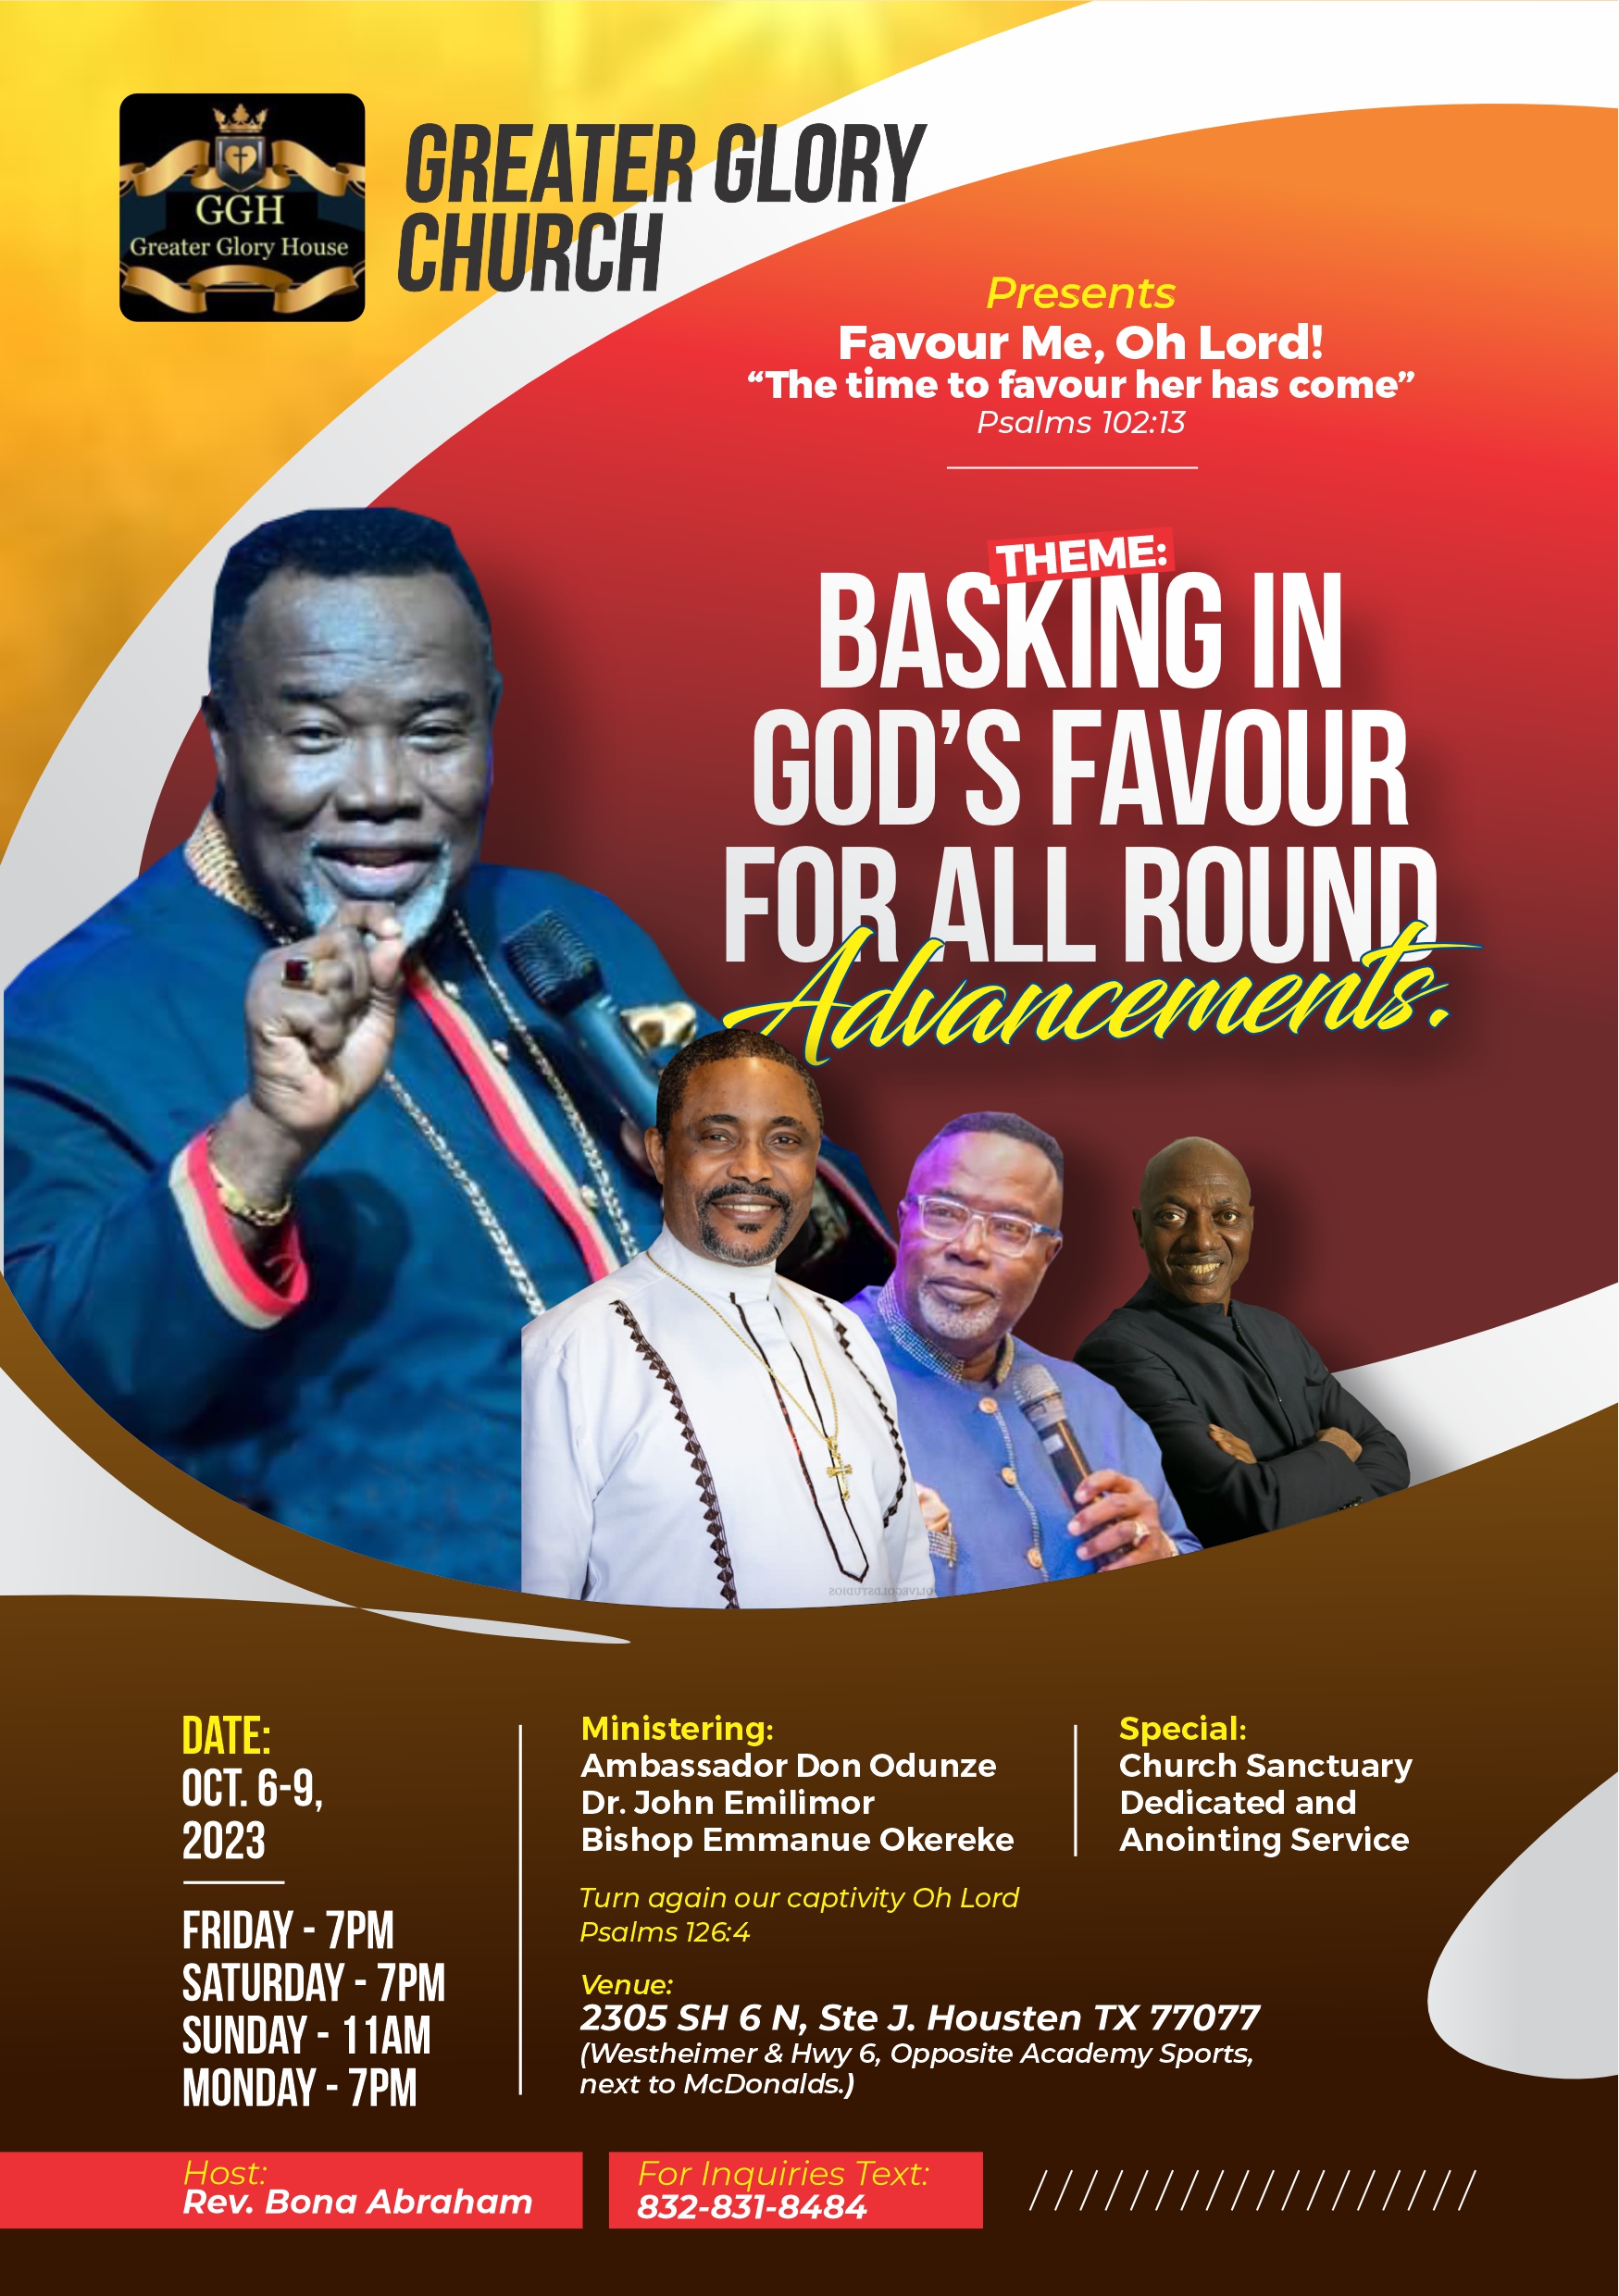 GGH
Greater Glory House
GREATER GLORY
CHURCH
Presents
Favour Me, Oh Lord!
“The time to favour her has come”
Psalms 102:13
THEME:
BASKING IN
GOD’S FAVOUR
FOR ALL ROUND
Advancements.
OLIVEGOLDSTUDIOS
DATE:
OCT. 6-9,
2023
FRIDAY - 7PM
SATURDAY - 7PM
SUNDAY - 11AM
MONDAY - 7PM
Ministering:
Ambassador Don Odunze
Dr. John Emilimor
Bishop Emmanue Okereke
Special:
Church Sanctuary
Dedicated and
Anointing Service
Turn again our captivity Oh Lord
Psalms 126:4
Venue:
2305 SH 6 N, Ste J. Housten TX 77077
(Westheimer & Hwy 6, Opposite Academy Sports,
next to McDonalds.)
Host:
Rev. Bona Abraham
For Inquiries Text:
832-831-8484